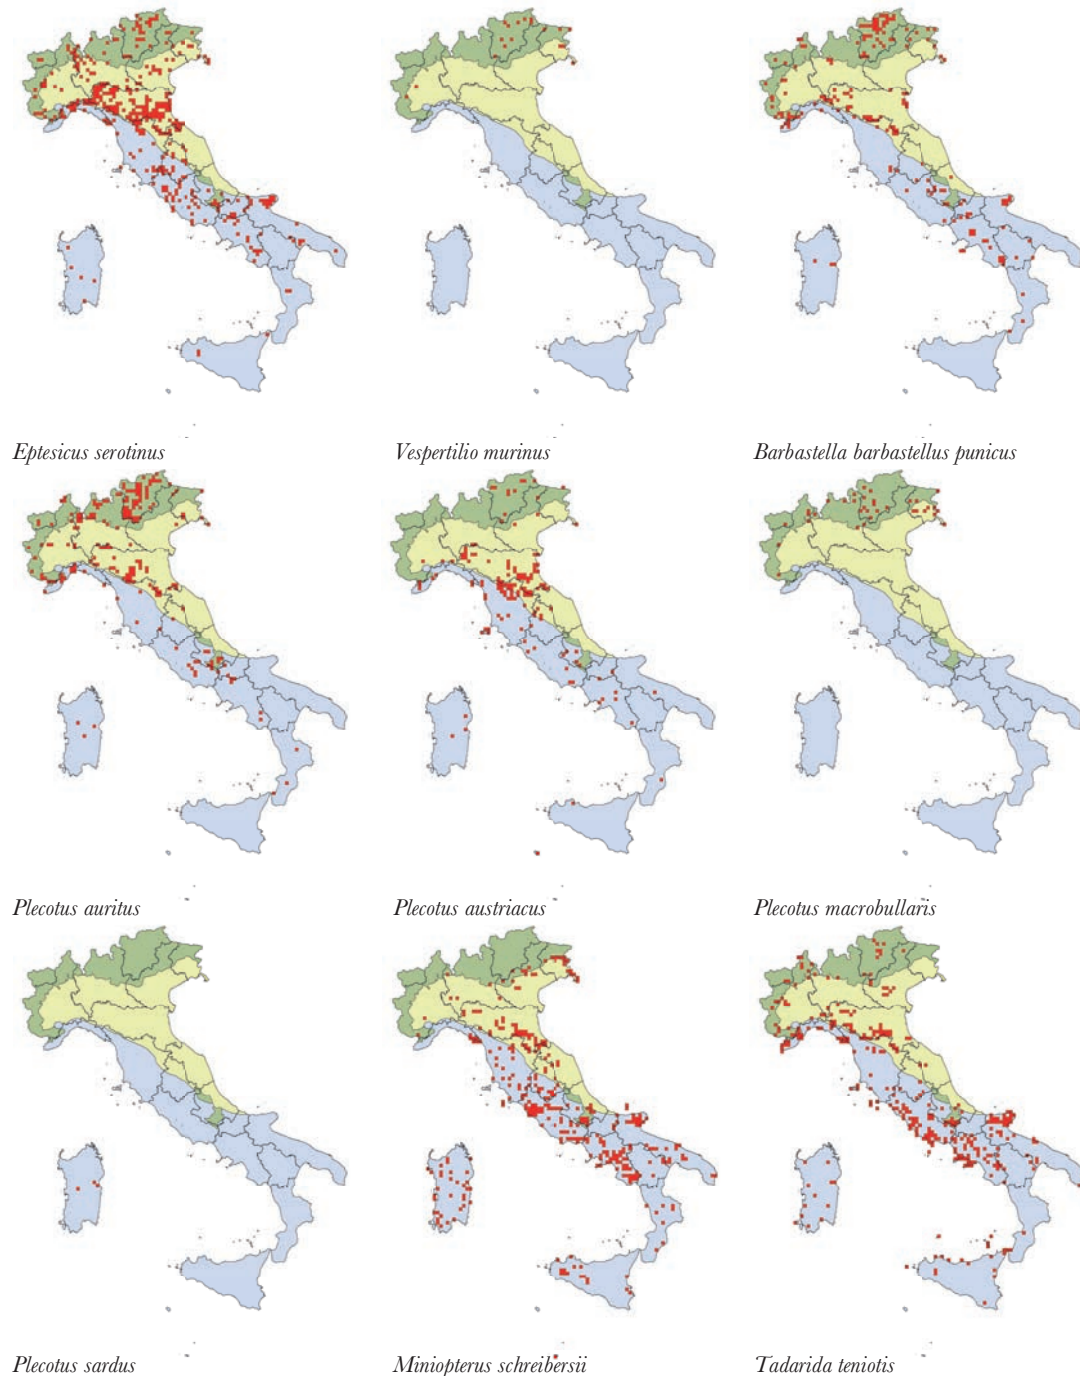 Eptesicus serotinus
Vespertilio murinus
Barbastella barbastellus punicus
Plecotus auritus
Plecotus austriacus
Plecotus macrobullaris
Plecotus sardus
Miniopterus schreibersii
Tadarida teniotis